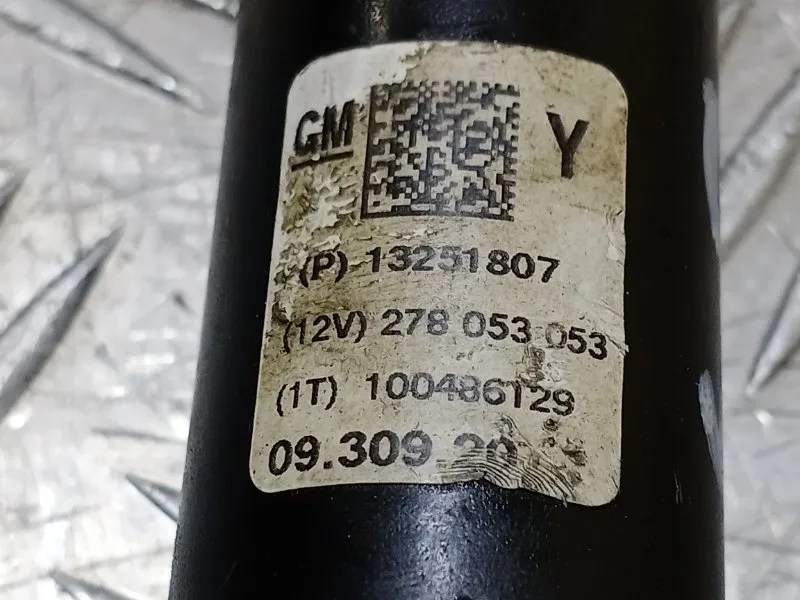 GM Y
(P) 13251807
(12V) 278 053 053
(1T) 100486129
09.309.20